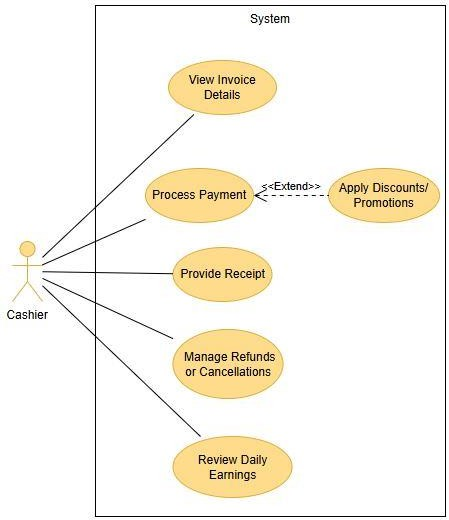 System
View Invoice
Details
Process Payment
<<Extend>>
Apply Discounts/
Promotions
Provide Receipt
Cashier
Manage Refunds
or Cancellations
Review Daily
Earnings